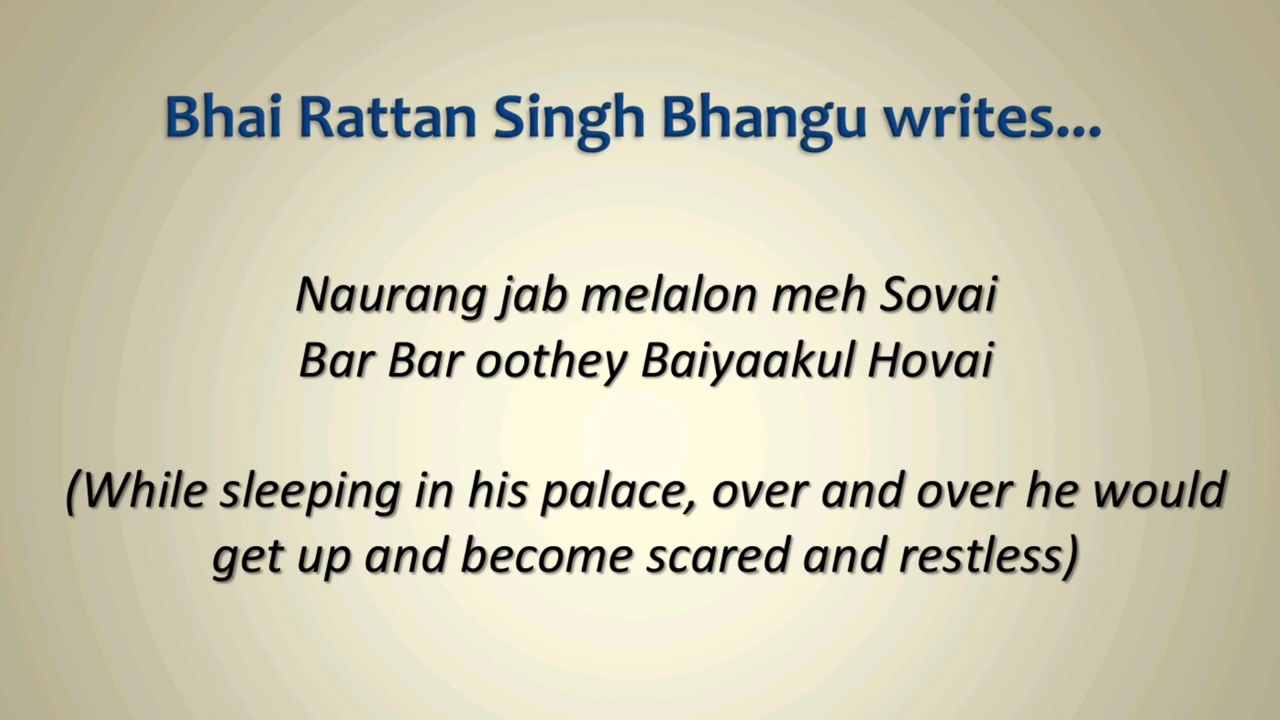 Bhai Rattan Singh Bhangu writes...
Naurang jab melalon meh Sovai
Bar Bar oothey Baiyaakul Hovai
(While sleeping in his palace, over and over he would
get up and become scared and restless)